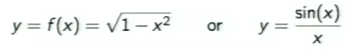 y = f(x) = √(1 − x²) or y = sin(x)/x